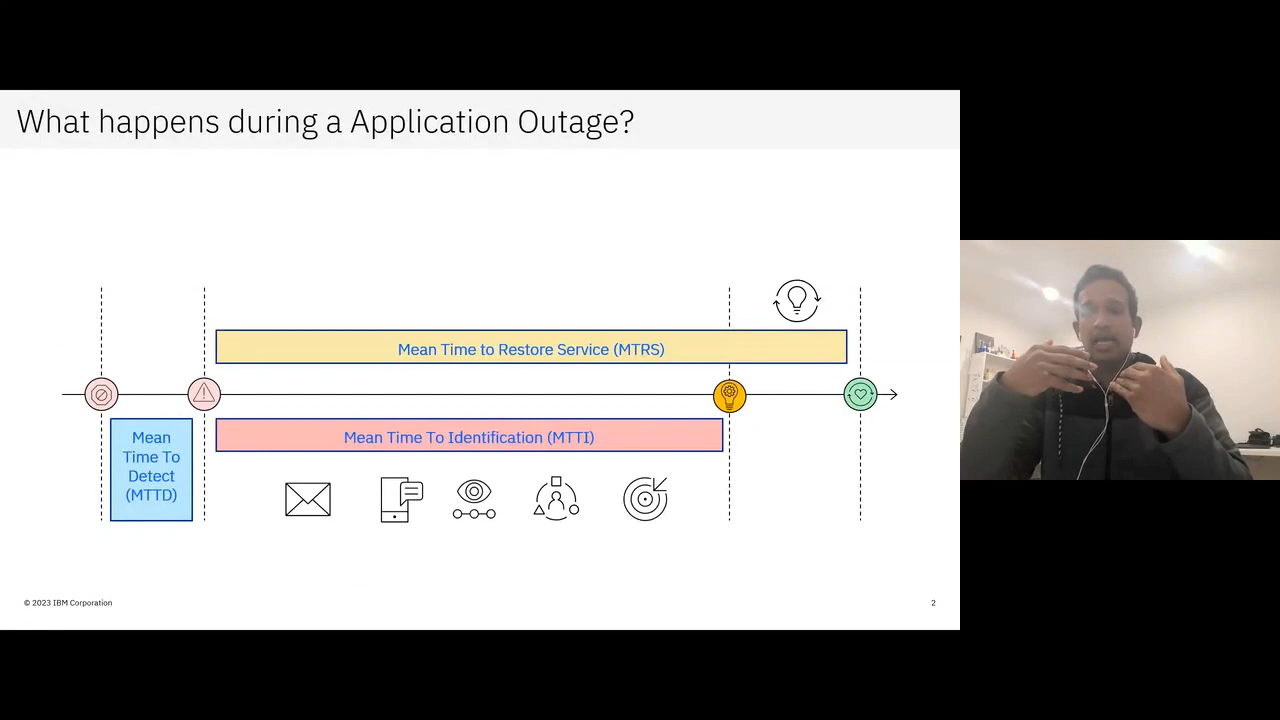 What happens during a Application Outage?
Mean Time to Restore Service (MTRS)
Mean Time To Identification (MTTI)
Mean
Time To
Detect
(MTTD)
© 2023 IBM Corporation
2